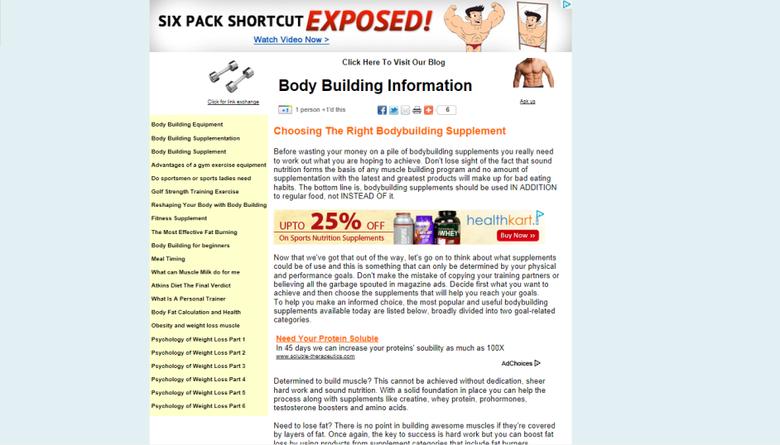 SIX PACK SHORTCUT EXPOSED!
Watch Video Now >
Click Here To Visit Our Blog
Body Building Information
Click for link exchange
Ask us
+1
1 person +1'd this
6
Body Building Equipment
Body Building Supplementation
Body Building Supplement
Advantages of a gym exercise equipment
Do sportsmen or sports ladies need
Golf Strength Training Exercise
Reshaping Your Body with Body Building
Fitness Supplement
The Most Effective Fat Burning
Body Building for beginners
Meal Timing
What can Muscle Milk do for me
Atkins Diet The Final Verdict
What Is A Personal Trainer
Body Fat Calculation and Health
Obesity and weight loss muscle
Psychology of Weight Loss Part 1
Psychology of Weight Loss Part 2
Psychology of Weight Loss Part 3
Psychology of Weight Loss Part 4
Psychology of Weight Loss Part 5
Psychology of Weight Loss Part 6
Choosing The Right Bodybuilding Supplement
Before wasting your money on a pile of bodybuilding supplements you really need
to work out what you are hoping to achieve. Don't lose sight of the fact that sound
nutrition forms the basis of any muscle building program and no amount of
supplementation with the latest and greatest products will make up for bad eating
habits. The bottom line is, bodybuilding supplements should be used IN ADDITION
to regular food, not INSTEAD OF it.
UPTO 25% OFF
On Sports Nutrition Supplements
WHEY
healthkart
Buy Now »
Now that we've got that out of the way, let's go on to think about what supplements
could be of use and this is something that can only be determined by your physical
and performance goals. Don't make the mistake of copying your training partners or
believing all the garbage spouted in magazine ads. Decide first what you want to
achieve and then choose the supplements that will help you reach your goals.
To help you make an informed choice, the most popular and useful bodybuilding
supplements available today are listed below, broadly divided into two goal-related
categories.
Need Your Protein Soluble
In 45 days we can increase your proteins' soubility as much as 100X
www.soluble-therapeutics.com
AdChoices
Determined to build muscle? This cannot be achieved without dedication, sheer
hard work and sound nutrition. With a solid foundation in place you can help the
process along with supplements like creatine, whey protein, prohormones,
testosterone boosters and amino acids.
Need to lose fat? There is no point in building awesome muscles if they're covered
by layers of fat. Once again, the key to success is hard work but you can boost fat
loss by using products from supplement categories that include fat burners,